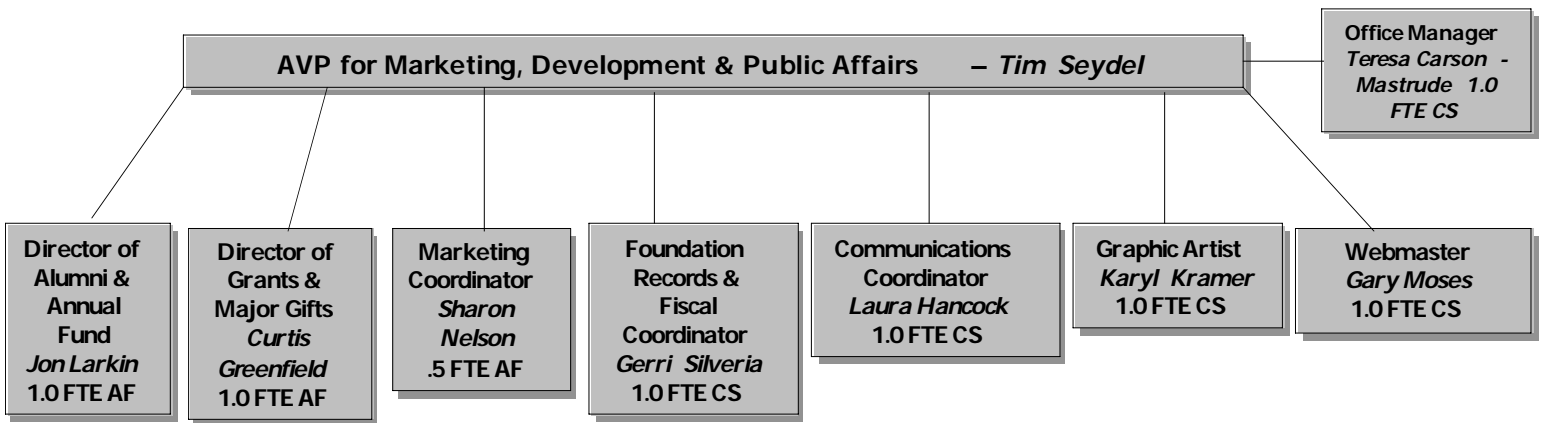 AVP for Marketing, Development & Public Affairs – Tim Seydel
Office Manager
Teresa Carson -
Mastrude 1.0
FTE CS
Director of
Alumni &
Annual
Fund
Jon Larkin
1.0 FTE AF
Director of
Grants &
Major Gifts
Curtis
Greenfield
1.0 FTE AF
Marketing
Coordinator
Sharon
Nelson
.5 FTE AF
Foundation
Records &
Fiscal
Coordinator
Gerri Silveria
1.0 FTE CS
Communications
Coordinator
Laura Hancock
1.0 FTE CS
Graphic Artist
Karyl Kramer
1.0 FTE CS
Webmaster
Gary Moses
1.0 FTE CS